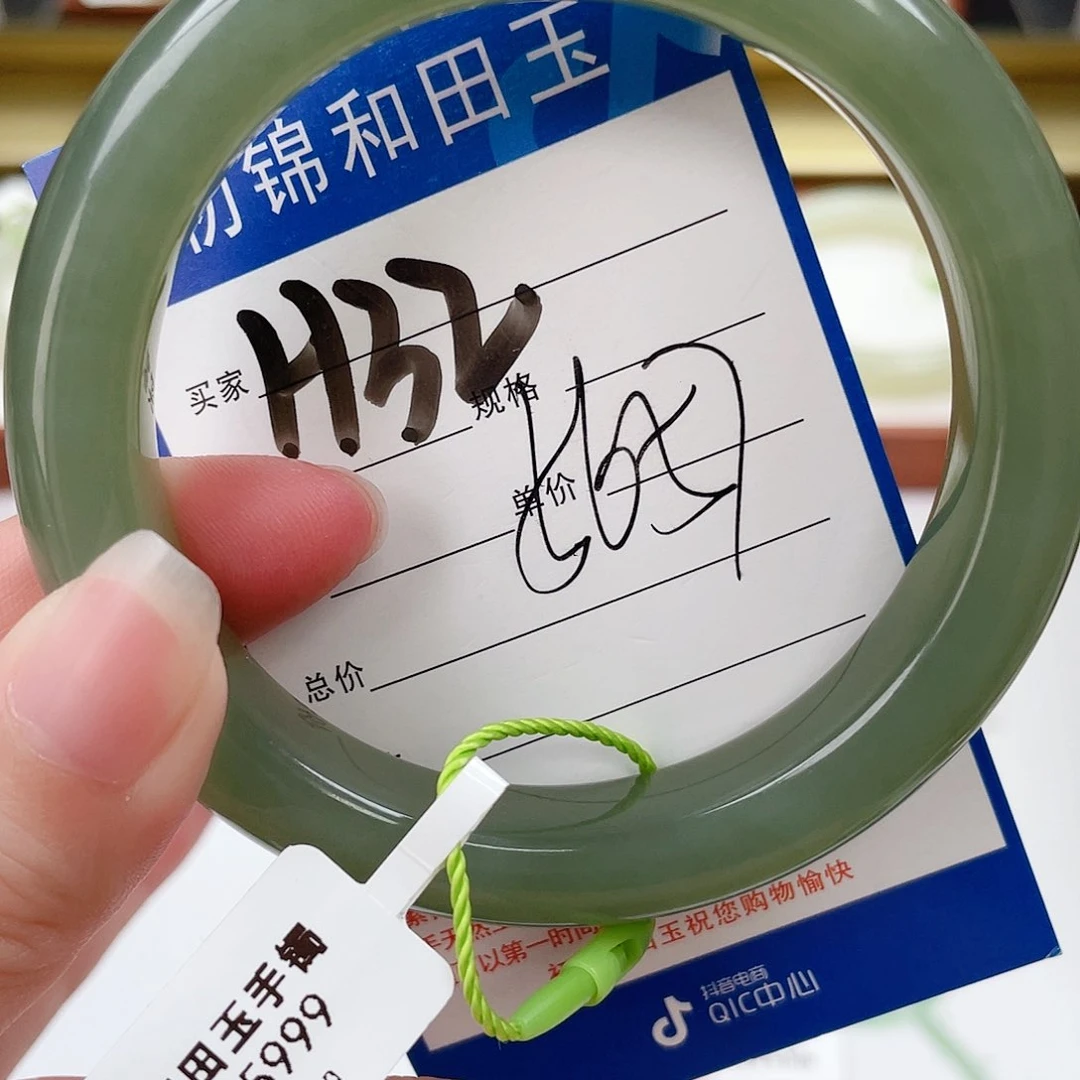 锦和田玉
H32
买家
规格
单价
总价
玉祝您购物愉快
以第一时间
抖音电商
QIC中心
田玉手镯
5999